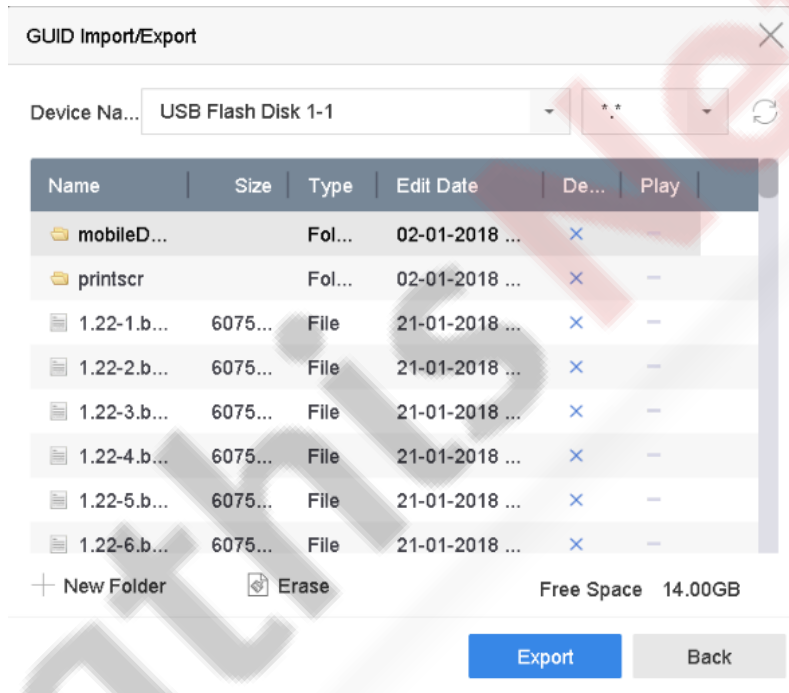 GUID Import/Export
Device Na... USB Flash Disk 1-1 *.*
Name Size Type Edit Date De... Play
mobileD... Fol... 02-01-2018 ...
printscr Fol... 02-01-2018 ...
1.22-1.b... 6075... File 21-01-2018 ...
1.22-2.b... 6075... File 21-01-2018 ...
1.22-3.b... 6075... File 21-01-2018 ...
1.22-4.b... 6075... File 21-01-2018 ...
1.22-5.b... 6075... File 21-01-2018 ...
1.22-6.b... 6075... File 21-01-2018 ...
New Folder Erase Free Space 14.00GB
Export Back
athis Net